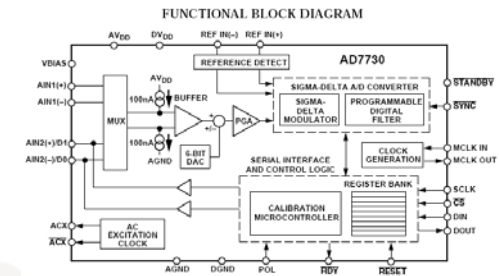 FUNCTIONAL BLOCK DIAGRAM
AVDD DVDD REF IN(–) REF IN(+)
AD7730
VBIAS
REFERENCE DETECT
STANDBY
AIN1(+)
AIN1(–)
AVDD
100nA
BUFFER
SIGMA-DELTA A/D CONVERTER
SIGMA-
DELTA
MODULATOR
PROGRAMMABLE
DIGITAL
FILTER
SYNC
MUX
+
+/–
PGA
100nA
AGND
6-BIT
DAC
AIN2(+)/D1
AIN2(–)/D0
SERIAL INTERFACE
AND CONTROL LOGIC
CLOCK
GENERATION
MCLK IN
MCLK OUT
REGISTER BANK
CALIBRATION
MICROCONTROLLER
SCLK
CS
DIN
DOUT
ACX
ACX
AC
EXCITATION
CLOCK
AGND DGND POL RDY RESET